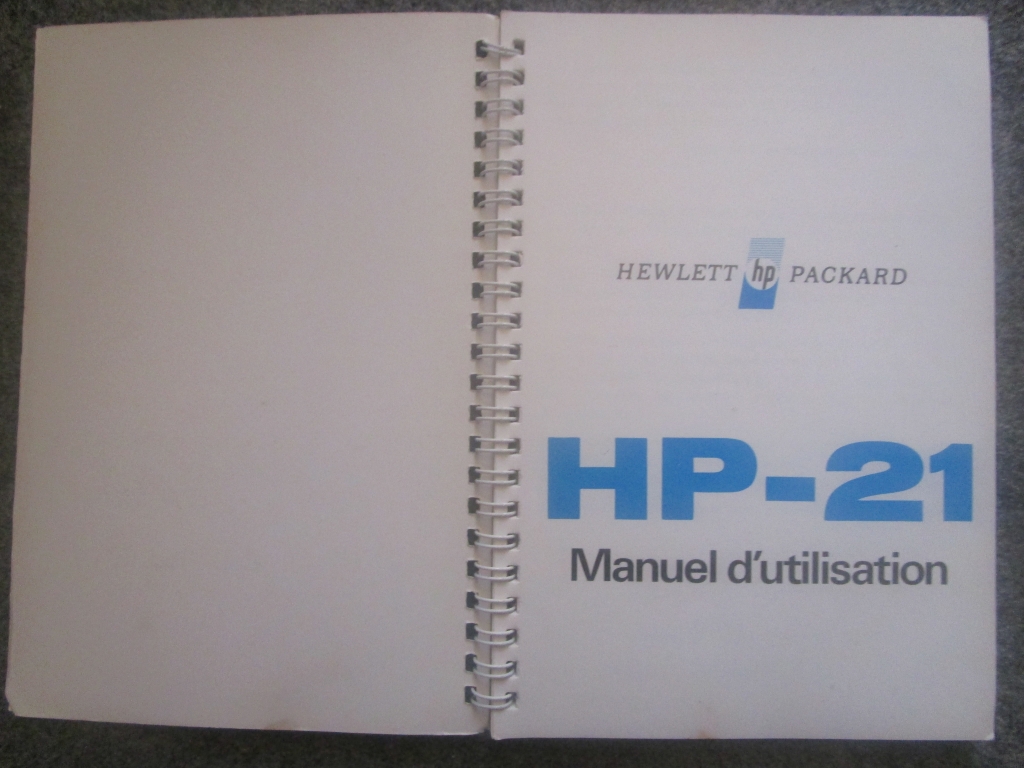 HEWLETT hp PACKARD
HP-21
Manuel d'utilisation